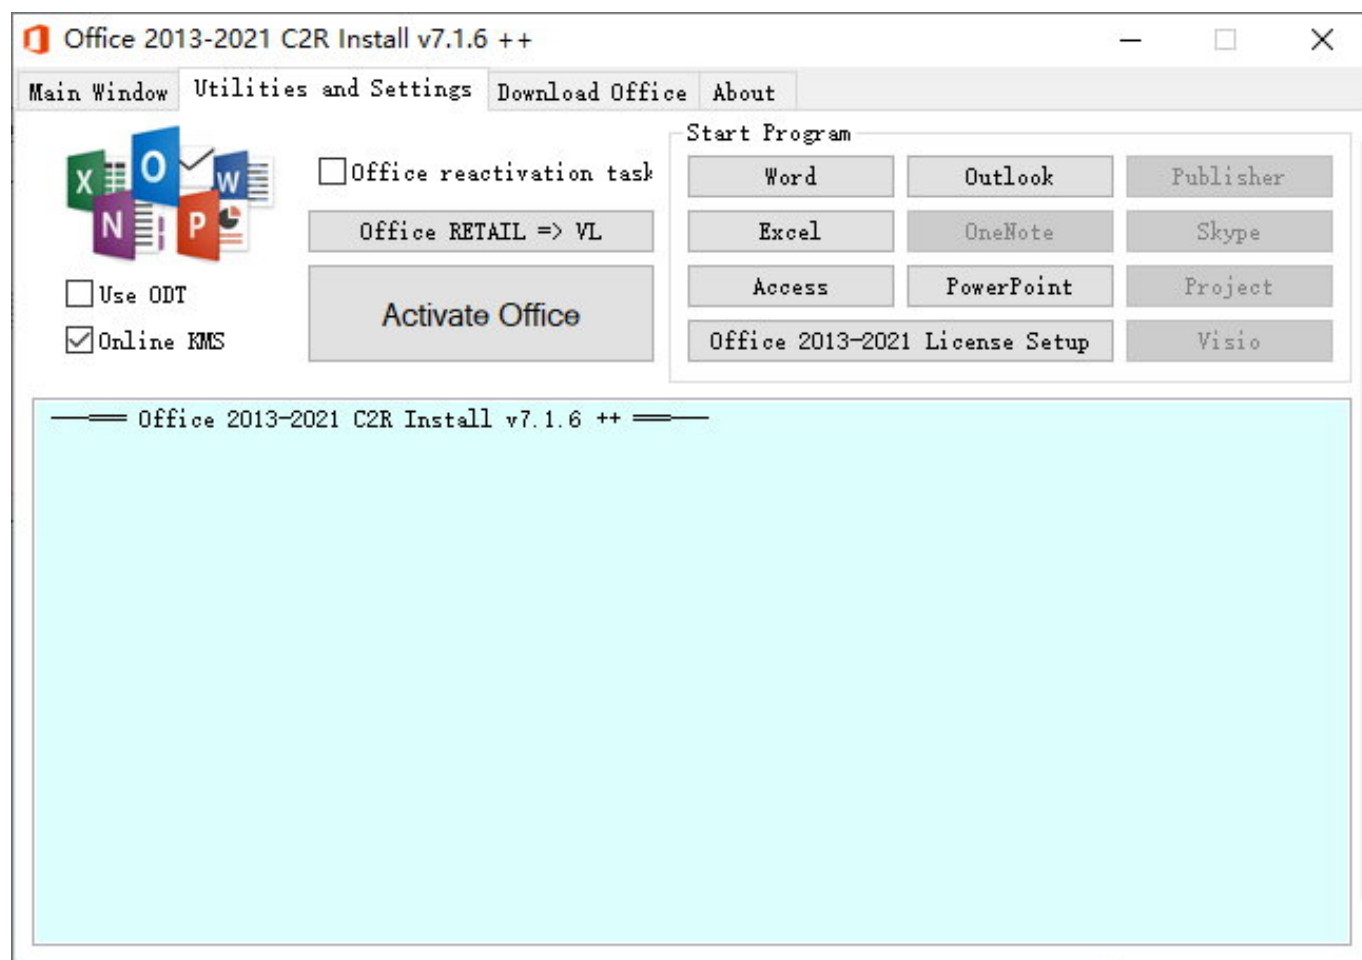 Office 2013-2021 C2R Install v7.1.6 ++
Main Window Utilities and Settings Download Office About
Start Program
Office reactivation task
Word Outlook Publisher
Office RETAIL => VL
Excel OneNote Skype
Use ODT
Activate Office
Access PowerPoint Project
Online KMS
Office 2013-2021 License Setup Visio
Office 2013-2021 C2R Install v7.1.6 ++
X O W N P